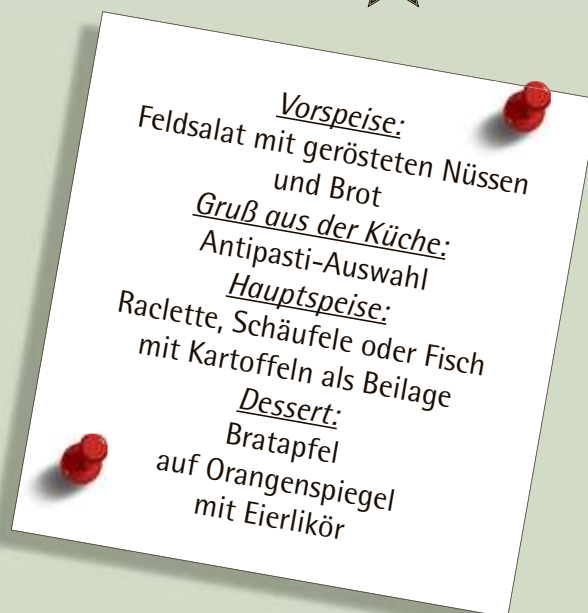 Vorspeise:
Feldsalat mit gerösteten Nüssen
und Brot
Gruß aus der Küche:
Antipasti-Auswahl
Hauptspeise:
Raclette, Schäufele oder Fisch
mit Kartoffeln als Beilage
Dessert:
Bratapfel
auf Orangenspiegel
mit Eierlikör